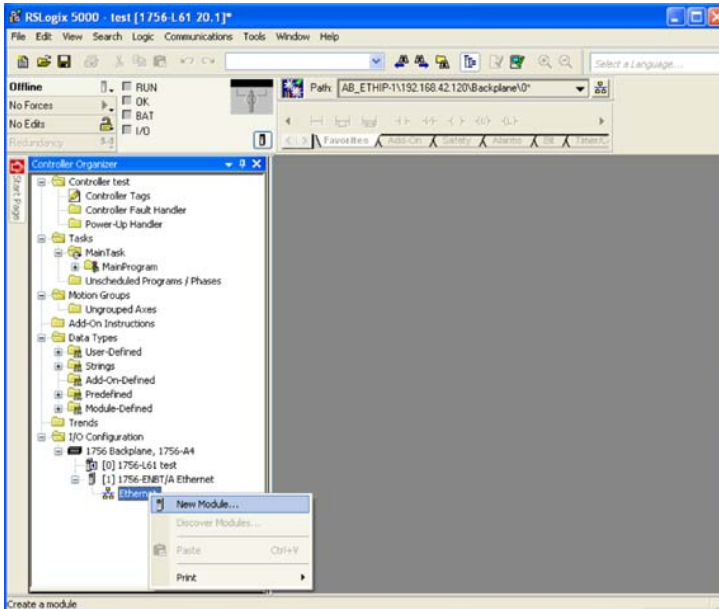 RSLogix 5000 - test [1756-L61 20.1]*
File Edit View Search Logic Communications Tools Window Help
Select a Language...
Offline RUN
No Forces OK
No Edits BAT
Redundancy I/O
Path: AB_ETHIP-1\192.168.42.120\Backplane\0*
Favorites Add-On Safety Alarms Bit Timer/C
Start Page
Controller Organizer
Controller test
Controller Tags
Controller Fault Handler
Power-Up Handler
Tasks
MainTask
MainProgram
Unscheduled Programs / Phases
Motion Groups
Ungrouped Axes
Add-On Instructions
Data Types
User-Defined
Strings
Add-On-Defined
Predefined
Module-Defined
Trends
I/O Configuration
1756 Backplane, 1756-A4
[0] 1756-L61 test
[1] 1756-ENBT/A Ethernet
Ethernet
New Module...
Discover Modules...
Paste Ctrl+V
Print
Create a module